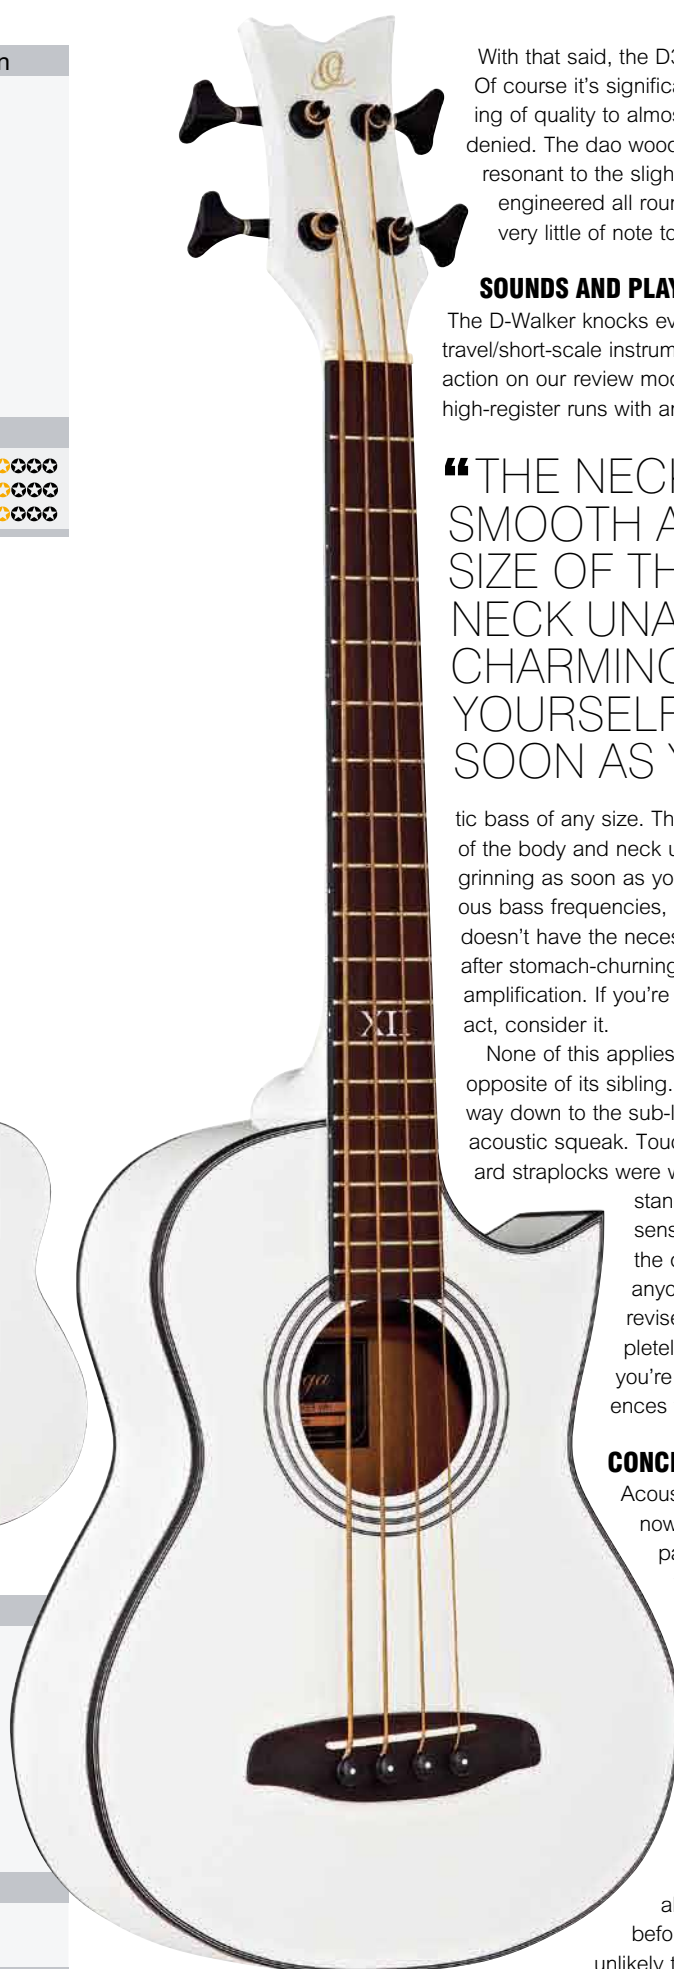 n
With that said, the D3
Of course it's significa
ing of quality to almos
denied. The dao wood
resonant to the sligh
engineered all roun
very little of note to
SOUNDS AND PLAY
The D-Walker knocks ev
travel/short-scale instrum
action on our review mod
high-register runs with an
“THE NECK
SMOOTH A
SIZE OF TH
NECK UNA
CHARMING
YOURSELF
SOON AS Y
tic bass of any size. Th
of the body and neck u
grinning as soon as yo
ous bass frequencies,
doesn't have the neces
after stomach-churning
amplification. If you're
act, consider it.
None of this applies
opposite of its sibling.
way down to the sub-l
acoustic squeak. Touc
ard straplocks were w
stan
sens
the c
anyo
revise
pletel
you're
ences
CONCL
Acous
now
pa
al
befo
unlikely t
XII
ga